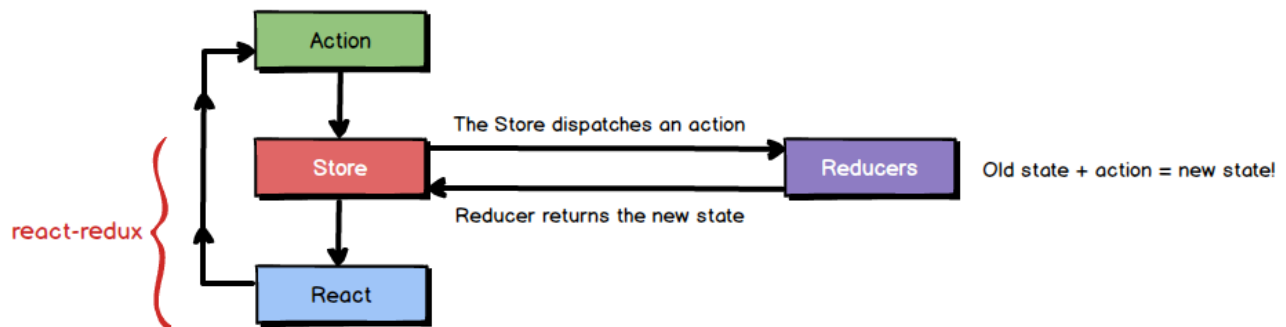 Action
The Store dispatches an action
Store
Reducers
Old state + action = new state!
Reducer returns the new state
react-redux
React